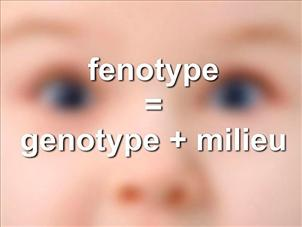 fenotype
=
genotype + milieu